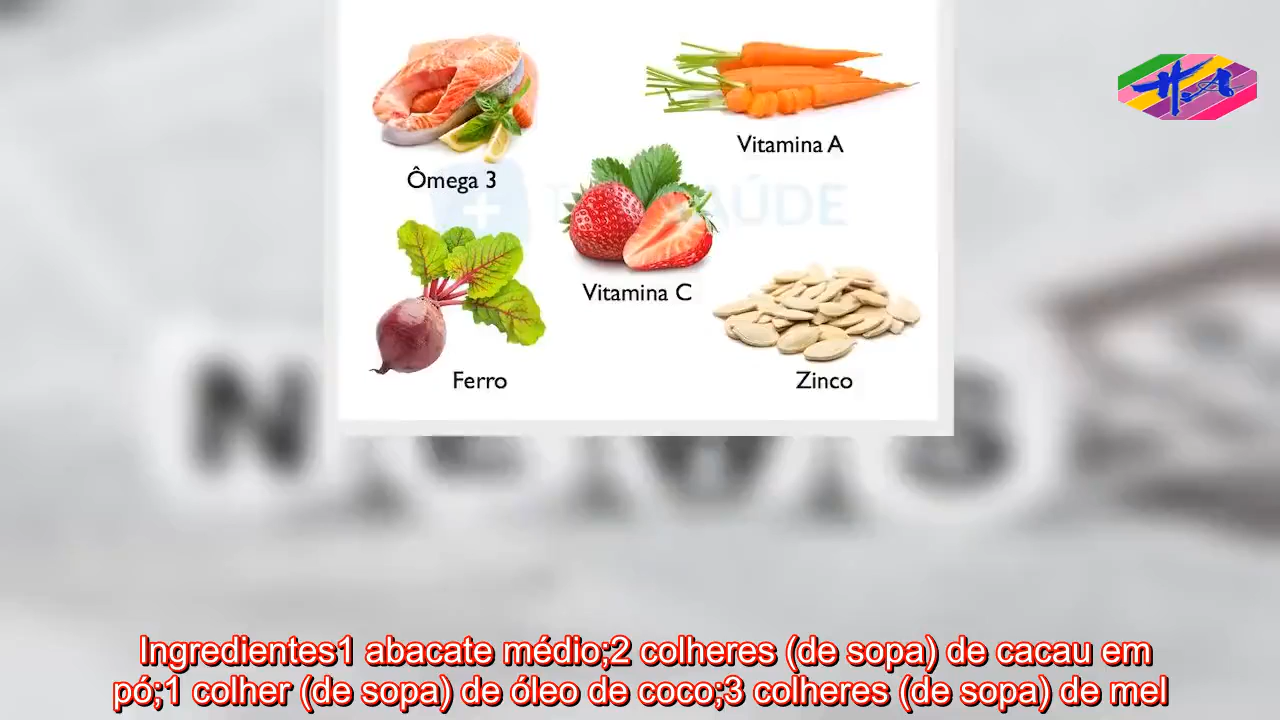 Vitamina A
Ômega 3
Vitamina C
Ferro
Zinco
Ingredientes1 abacate médio;2 colheres (de sopa) de cacau em
pó;1 colher (de sopa) de óleo de coco;3 colheres (de sopa) de mel